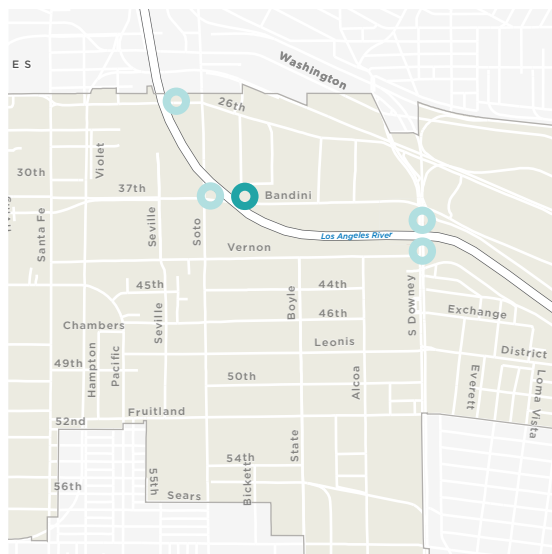 E S
Washington
26th
Violet
30th
37th
Bandini
Santa Fe
Seville
Soto
Los Angeles River
Vernon
45th
44th
Boyle
S Downey
46th
Exchange
Seville
Chambers
Leonis
District
49th
Hampton
Pacific
50th
Alcoa
Everett
Loma Vista
52nd
Fruitland
State
54th
Bickett
55th
56th
Sears